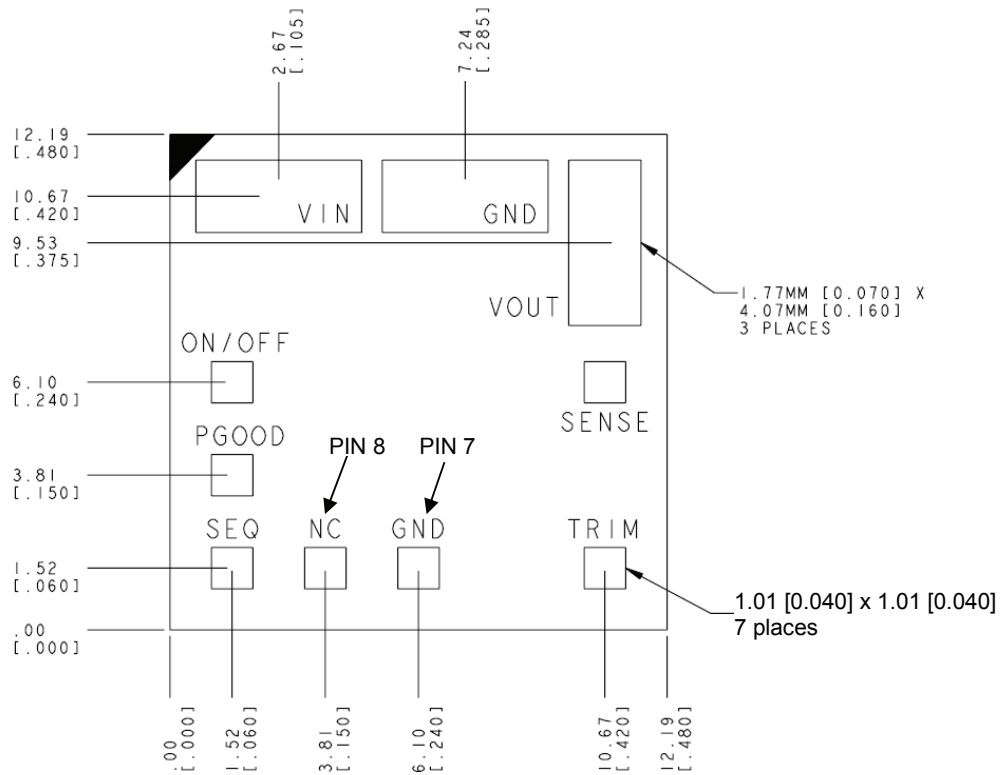 2.67
[.105]
7.24
[.285]
12.19
[.480]
10.67
[.420]
VIN
GND
9.53
[.375]
1.77MM [0.070] X
4.07MM [0.160]
3 PLACES
VOUT
ON/OFF
6.10
[.240]
SENSE
PGOOD
PIN 8
PIN 7
3.81
[.150]
SEQ
NC
GND
TRIM
1.52
[.060]
1.01 [0.040] x 1.01 [0.040]
7 places
.00
[.000]
.00
[.000]
1.52
[.060]
3.81
[.150]
6.10
[.240]
10.67
[.420]
12.19
[.480]